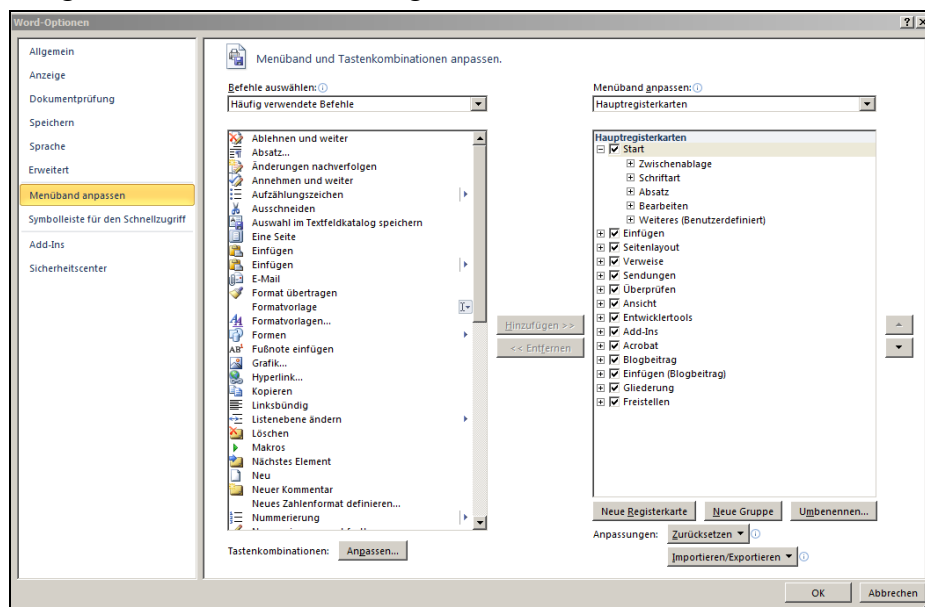 Word-Optionen
Allgemein
Anzeige
Dokumentprüfung
Speichern
Sprache
Erweitert
Menüband anpassen
Symbolleiste für den Schnellzugriff
Add-Ins
Sicherheitscenter
Menüband und Tastenkombinationen anpassen.
Befehle auswählen:
Häufig verwendete Befehle
Ablehnen und weiter
Absatz...
Änderungen nachverfolgen
Annehmen und weiter
Aufzählungszeichen
Ausschneiden
Auswahl im Textfeldkatalog speichern
Eine Seite
Einfügen
Einfügen
E-Mail
Format übertragen
Formatvorlage
Formatvorlagen...
Formen
Fußnote einfügen
Grafik...
Hyperlink...
Kopieren
Linksbündig
Listenebene ändern
Löschen
Makros
Nächstes Element
Neu
Neuer Kommentar
Neues Zahlenformat definieren...
Nummerierung
Tastenkombinationen: Anpassen...
Hinzufügen >>
<< Entfernen
Menüband anpassen:
Hauptregisterkarten
Hauptregisterkarten
Start
Zwischenablage
Schriftart
Absatz
Bearbeiten
Weiteres (Benutzerdefiniert)
Einfügen
Seitenlayout
Verweise
Sendungen
Überprüfen
Ansicht
Entwicklertools
Add-Ins
Acrobat
Blogbeitrag
Einfügen (Blogbeitrag)
Gliederung
Freistellen
Neue Registerkarte Neue Gruppe Umbenennen...
Anpassungen: Zurücksetzen
Importieren/Exportieren
OK Abbrechen